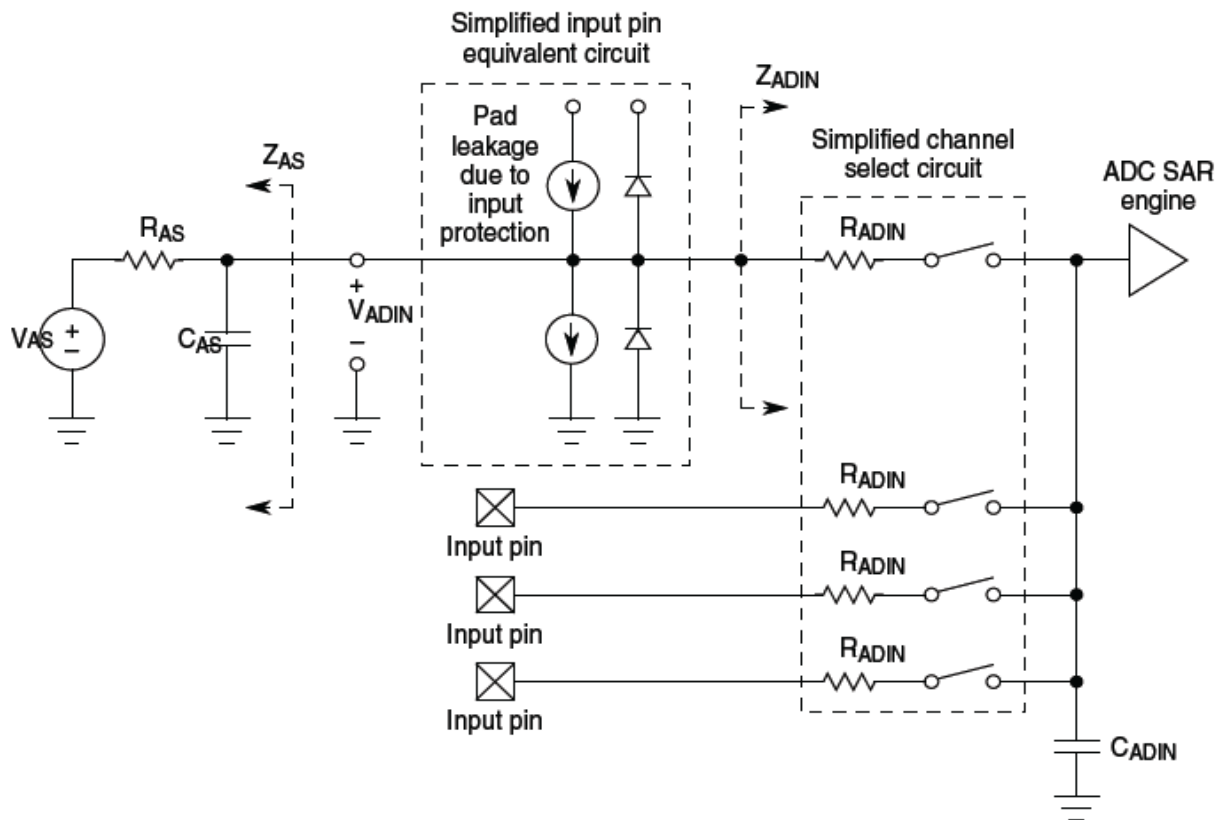 Simplified input pin
equivalent circuit
Pad
leakage
due to
input
protection
ZADIN
Simplified channel
select circuit
ADC SAR
engine
ZAS
RAS
RADIN
+
VADIN
−
VAS
+
−
CAS
RADIN
Input pin
RADIN
Input pin
RADIN
Input pin
CADIN